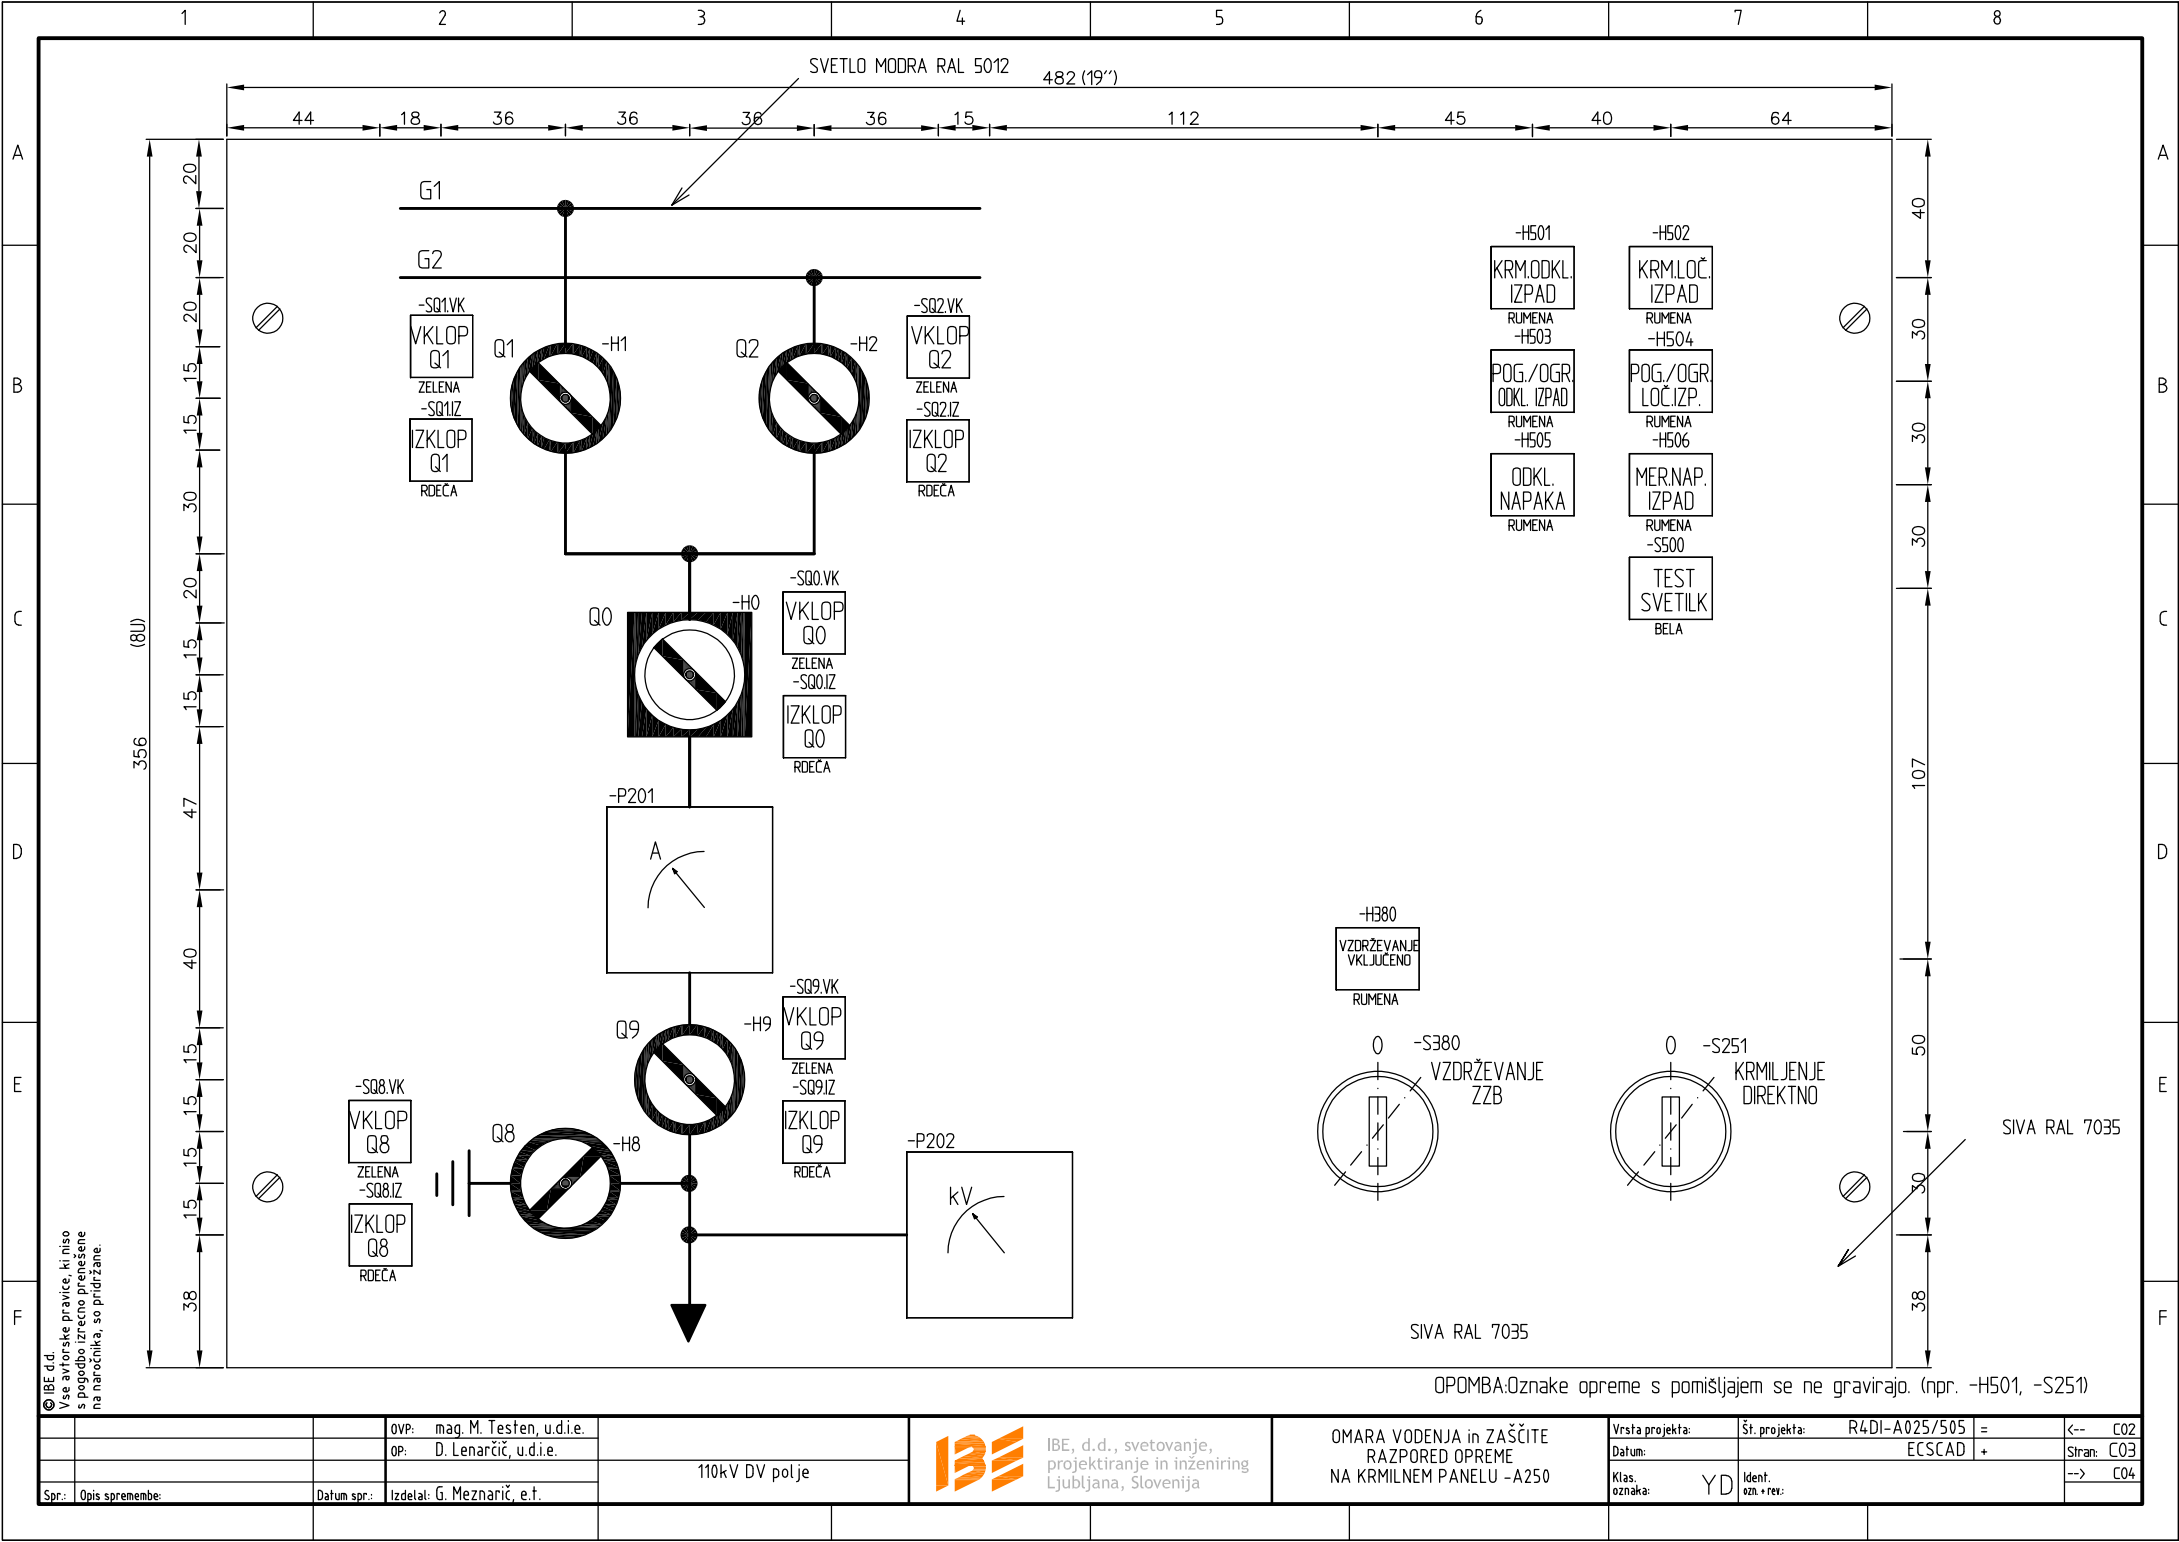 1 2 3 4 5 6 7 8
SVETLO MODRA RAL 5012
482 (19´´)
44 18 36 36 36 36 15 112 45 40 64
A
B
C
D
E
F
A
B
C
D
E
F
356 (8U)
20
20
20
15
15
30
20
15
15
47
40
15
15
15
15
38
40
30
30
30
107
50
30
38
G1
G2
-SQ1.VK
VKLOP
Q1
ZELENA
-SQ1.IZ
IZKLOP
Q1
RDEČA
Q1
-H1
Q2
-H2
-SQ2.VK
VKLOP
Q2
ZELENA
-SQ2.IZ
IZKLOP
Q2
RDEČA
Q0
-H0
-SQ0.VK
VKLOP
Q0
ZELENA
-SQ0.IZ
IZKLOP
Q0
RDEČA
-P201
A
Q9
-H9
-SQ9.VK
VKLOP
Q9
ZELENA
-SQ9.IZ
IZKLOP
Q9
RDEČA
-SQ8.VK
VKLOP
Q8
ZELENA
-SQ8.IZ
IZKLOP
Q8
RDEČA
Q8
-H8
-P202
kV
-H501
KRM.ODKL.
IZPAD
RUMENA
-H502
KRM.LOČ.
IZPAD
RUMENA
-H503
POG./OGR.
ODKL. IZPAD
RUMENA
-H504
POG./OGR.
LOČ.IZP.
RUMENA
-H505
ODKL.
NAPAKA
RUMENA
-H506
MER.NAP.
IZPAD
RUMENA
-S500
TEST
SVETILK
BELA
-H380
VZDRŽEVANJE
VKLJUČENO
RUMENA
0 -S380
VZDRŽEVANJE
ZZB
0 -S251
KRMILJENJE
DIREKTNO
SIVA RAL 7035
SIVA RAL 7035
OPOMBA:Oznake opreme s pomišljajem se ne gravirajo. (npr. -H501, -S251)
© IBE d.d.
Vse avtorske pravice, ki niso
s pogodbo izrecno prenešene
na naročnika, so pridržane.
Spr.: Opis spremembe: Datum spr.:
OVP: mag. M. Testen, u.d.i.e.
OP: D. Lenarčič, u.d.i.e.
Izdelal: G. Meznarič, e.t.
110kV DV polje
IBE
IBE, d.d., svetovanje,
projektiranje in inženiring
Ljubljana, Slovenija
OMARA VODENJA in ZAŠČITE
RAZPORED OPREME
NA KRMILNEM PANELU -A250
Vrsta projekta:
Št. projekta: R4DI-A025/505
Datum:
ECSCAD
Klas.
oznaka: YD
Ident.
ozn. + rev.:
=
+
<-- C02
Stran: C03
--> C04